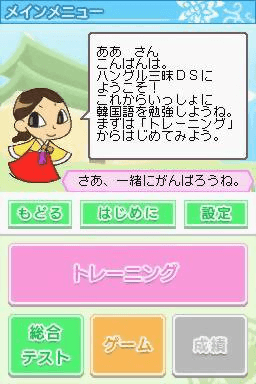 メインメニュー
ああ　さん
こんばんは。
ハングル三昧ＤＳに
ようこそ！
これからいっしょに
韓国語を勉強しようね。
まずは「トレーニング」
からはじめてみよう。
さあ、一緒にがんばろうね。
もどる
はじめに
設定
トレーニング
総合
テスト
ゲーム
成績